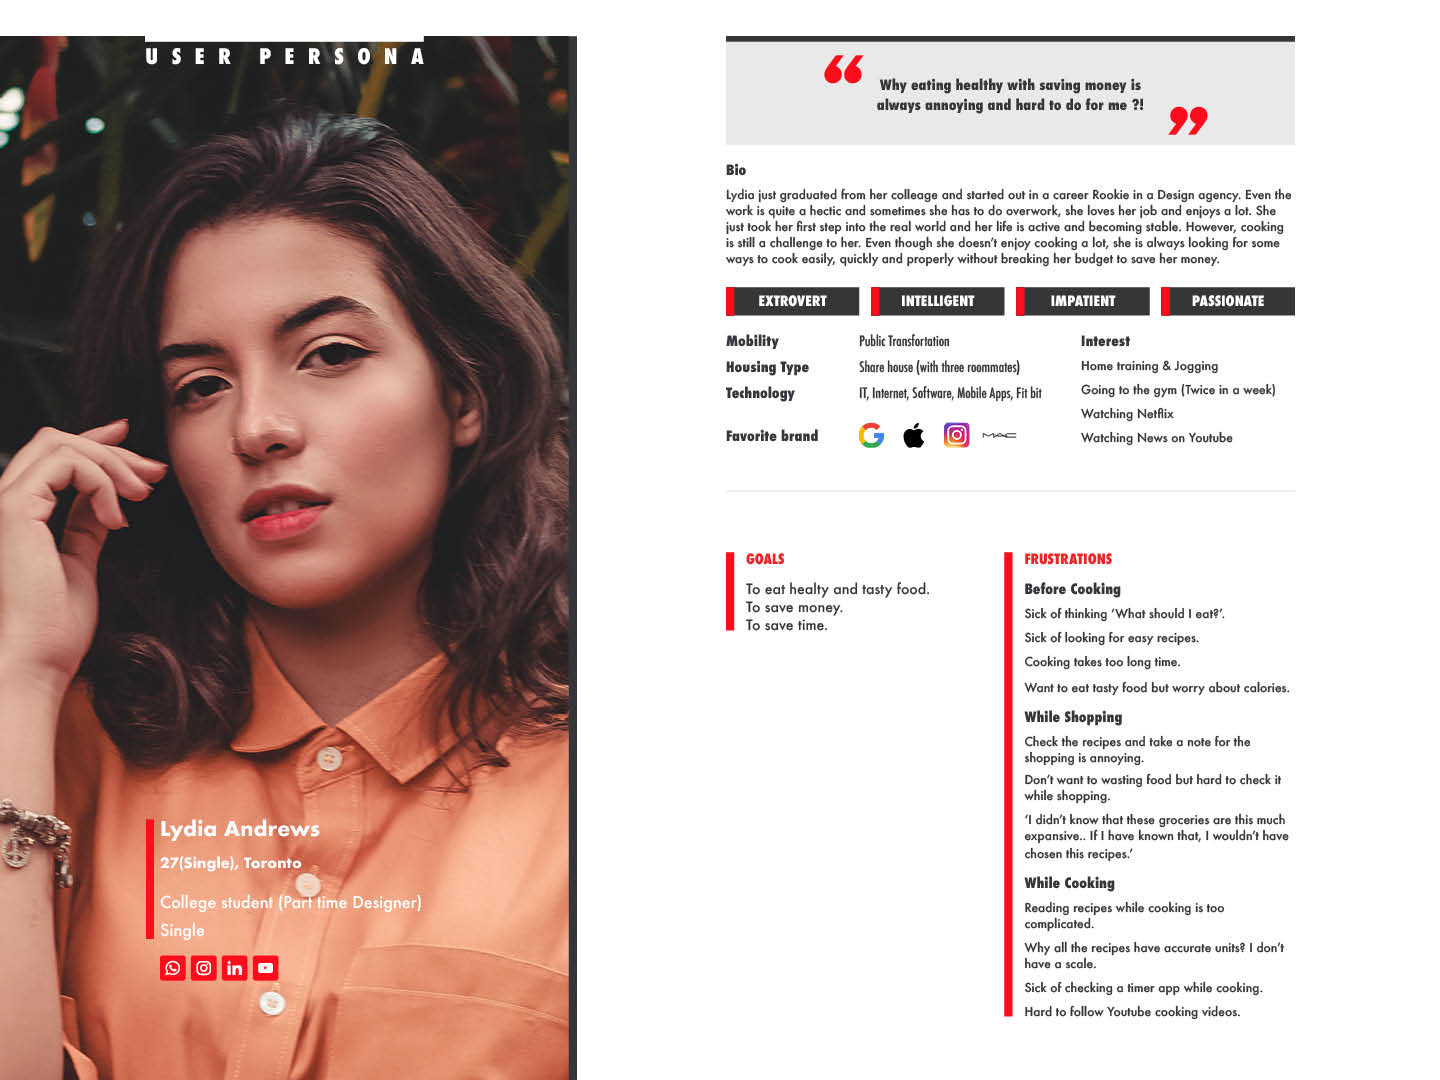 USER PERSONA
Lydia Andrews
27(Single), Toronto
College student (Part time Designer)
Single
“
Why eating healthy with saving money is
always annoying and hard to do for me ?!
”
Bio
Lydia just graduated from her colleage and started out in a career Rookie in a Design agency. Even the
work is quite a hectic and sometimes she has to do overwork, she loves her job and enjoys a lot. She
just took her first step into the real world and her life is active and becoming stable. However, cooking
is still a challenge to her. Even though she doesn’t enjoy cooking a lot, she is always looking for some
ways to cook easily, quickly and properly without breaking her budget to save her money.
EXTROVERT INTELLIGENT IMPATIENT PASSIONATE
Mobility Public Transfortation
Housing Type Share house (with three roommates)
Technology IT, Internet, Software, Mobile Apps, Fit bit
Favorite brand MAC
Interest
Home training & Jogging
Going to the gym (Twice in a week)
Watching Netflix
Watching News on Youtube
GOALS
To eat healty and tasty food.
To save money.
To save time.
FRUSTRATIONS
Before Cooking
Sick of thinking ‘What should I eat?’.
Sick of looking for easy recipes.
Cooking takes too long time.
Want to eat tasty food but worry about calories.
While Shopping
Check the recipes and take a note for the
shopping is annoying.
Don’t want to wasting food but hard to check it
while shopping.
‘I didn’t know that these groceries are this much
expansive.. If I have known that, I wouldn’t have
chosen this recipes.’
While Cooking
Reading recipes while cooking is too
complicated.
Why all the recipes have accurate units? I don’t
have a scale.
Sick of checking a timer app while cooking.
Hard to follow Youtube cooking videos.